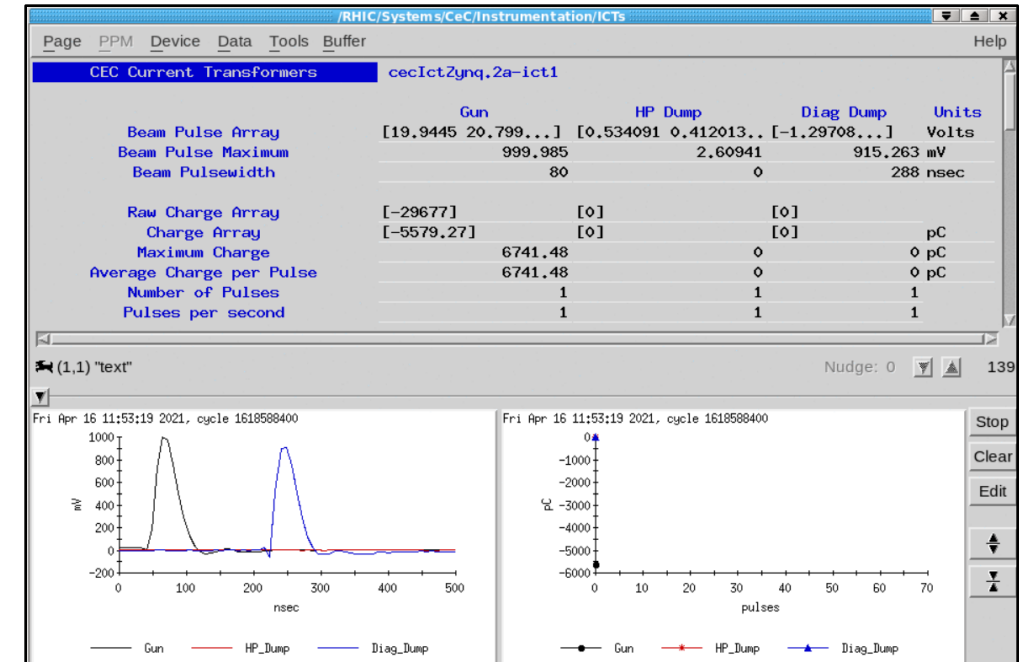 /RHIC/Systems/CeC/Instrumentation/ICTs
Page PPM Device Data Tools Buffer Help
CEC Current Transformers cecIctZynq.2a-ict1
Gun HP Dump Diag Dump Units
Beam Pulse Array [19.9445 20.799...] [0.534091 0.412013.. [-1.29708...] Volts
Beam Pulse Maximum 999.985 2.60941 915.263 mV
Beam Pulsewidth 80 0 288 nsec
Raw Charge Array [-29677] [0] [0]
Charge Array [-5579.27] [0] [0] pC
Maximum Charge 6741.48 0 0 pC
Average Charge per Pulse 6741.48 0 0 pC
Number of Pulses 1 1 1
Pulses per second 1 1 1
(1,1) "text" Nudge: 0 139
Fri Apr 16 11:53:19 2021, cycle 1618588400
1000
800
600
400
200
0
-200
mV
0 100 200 300 400 500
nsec
Gun HP_Dump Diag_Dump
Fri Apr 16 11:53:19 2021, cycle 1618588400
0
-1000
-2000
-3000
-4000
-5000
-6000
pC
0 10 20 30 40 50 60 70
pulses
Gun HP_Dump Diag_Dump
Stop
Clear
Edit